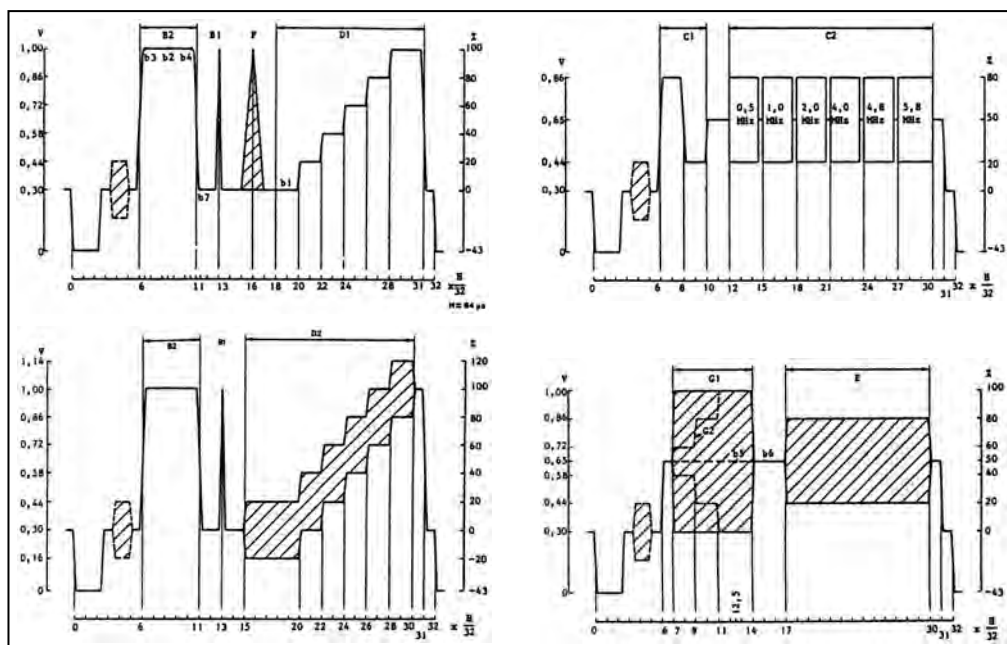 V B2 B1 F D1 %
1,00 b3 b2 b4 100
0,86 80
0,72 60
0,58 40
0,44 20
0,30 b7 b1 0
0 -43
0 6 11 13 16 18 20 22 24 26 28 31 32 x H/32
H = 64 µs
V C1 C2 %
0,86 80
0,5 MHz 1,0 MHz 2,0 MHz 4,0 MHz 4,8 MHz 5,8 MHz
0,65 50
0,44 20
0,30 0
0 -43
0 6 8 10 12 15 18 21 24 27 30 31 32 x H/32
V B2 B1 D2 %
1,14 120
1,00 100
0,86 80
0,72 60
0,58 40
0,44 20
0,30 0
0,16 -20
0 -43
0 6 11 13 15 20 22 24 26 28 30 31 32 x H/32
V G1 E %
1,00 100
0,86 80
G2
0,72 60
0,65 b5 b6 50
0,58 40
0,44 20
0,30 0
0 -43
12,5
0 6 7 9 11 14 17 30 31 32 x H/32